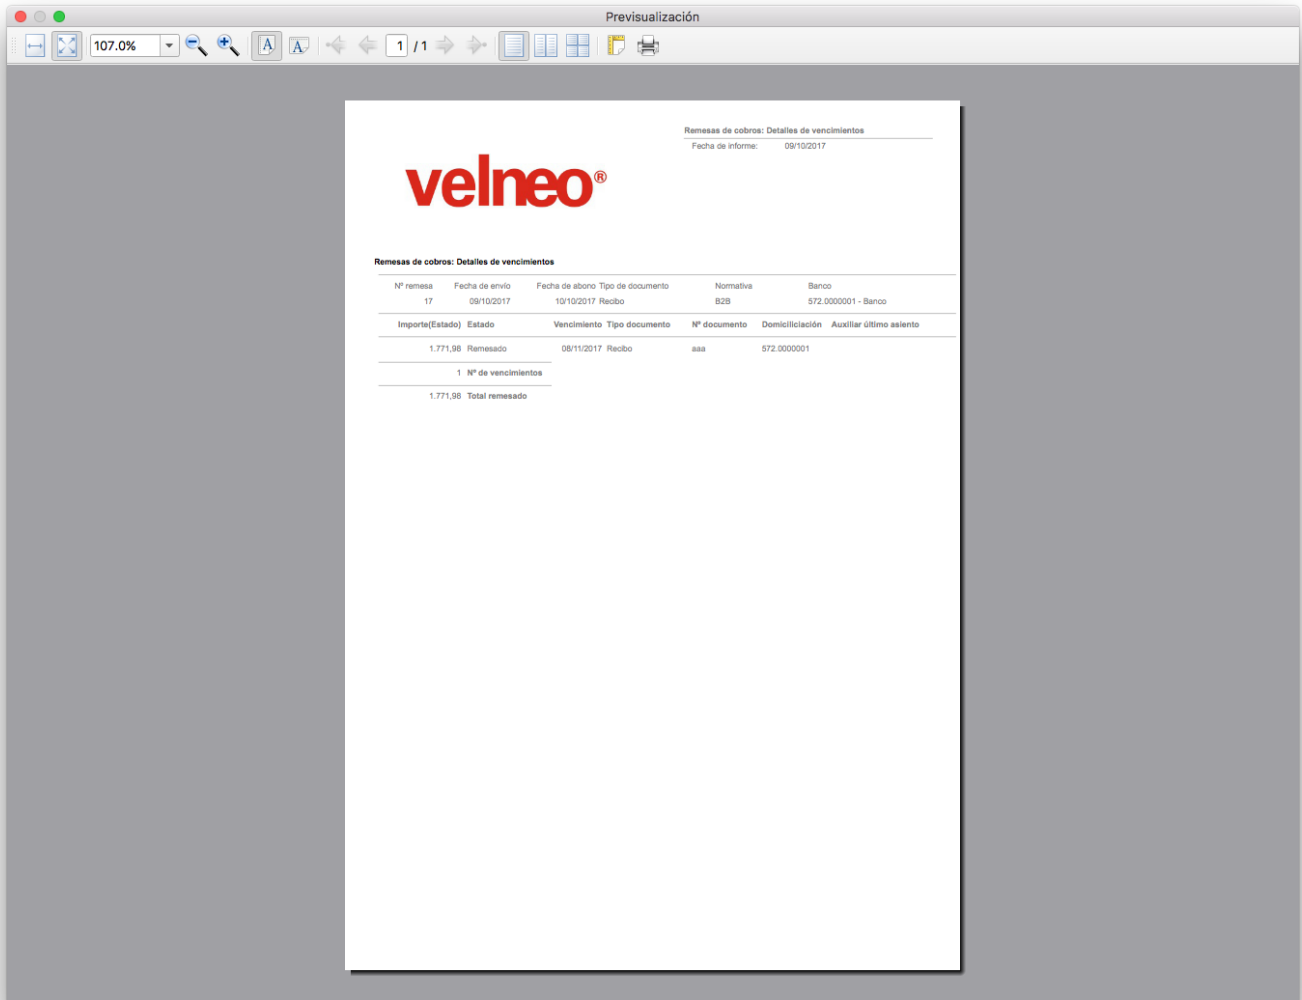 Previsualización
107.0% A A 1 / 1
Remesas de cobros: Detalles de vencimientos
Fecha de informe: 09/10/2017
velneo®
Remesas de cobros: Detalles de vencimientos
Nº remesa Fecha de envío Fecha de abono Tipo de documento Normativa Banco
17 09/10/2017 10/10/2017 Recibo B2B 572.0000001 - Banco
Importe(Estado) Estado Vencimiento Tipo documento Nº documento Domiciliciación Auxiliar último asiento
1.771,98 Remesado 08/11/2017 Recibo aaa 572.0000001
1 Nº de vencimientos
1.771,98 Total remesado